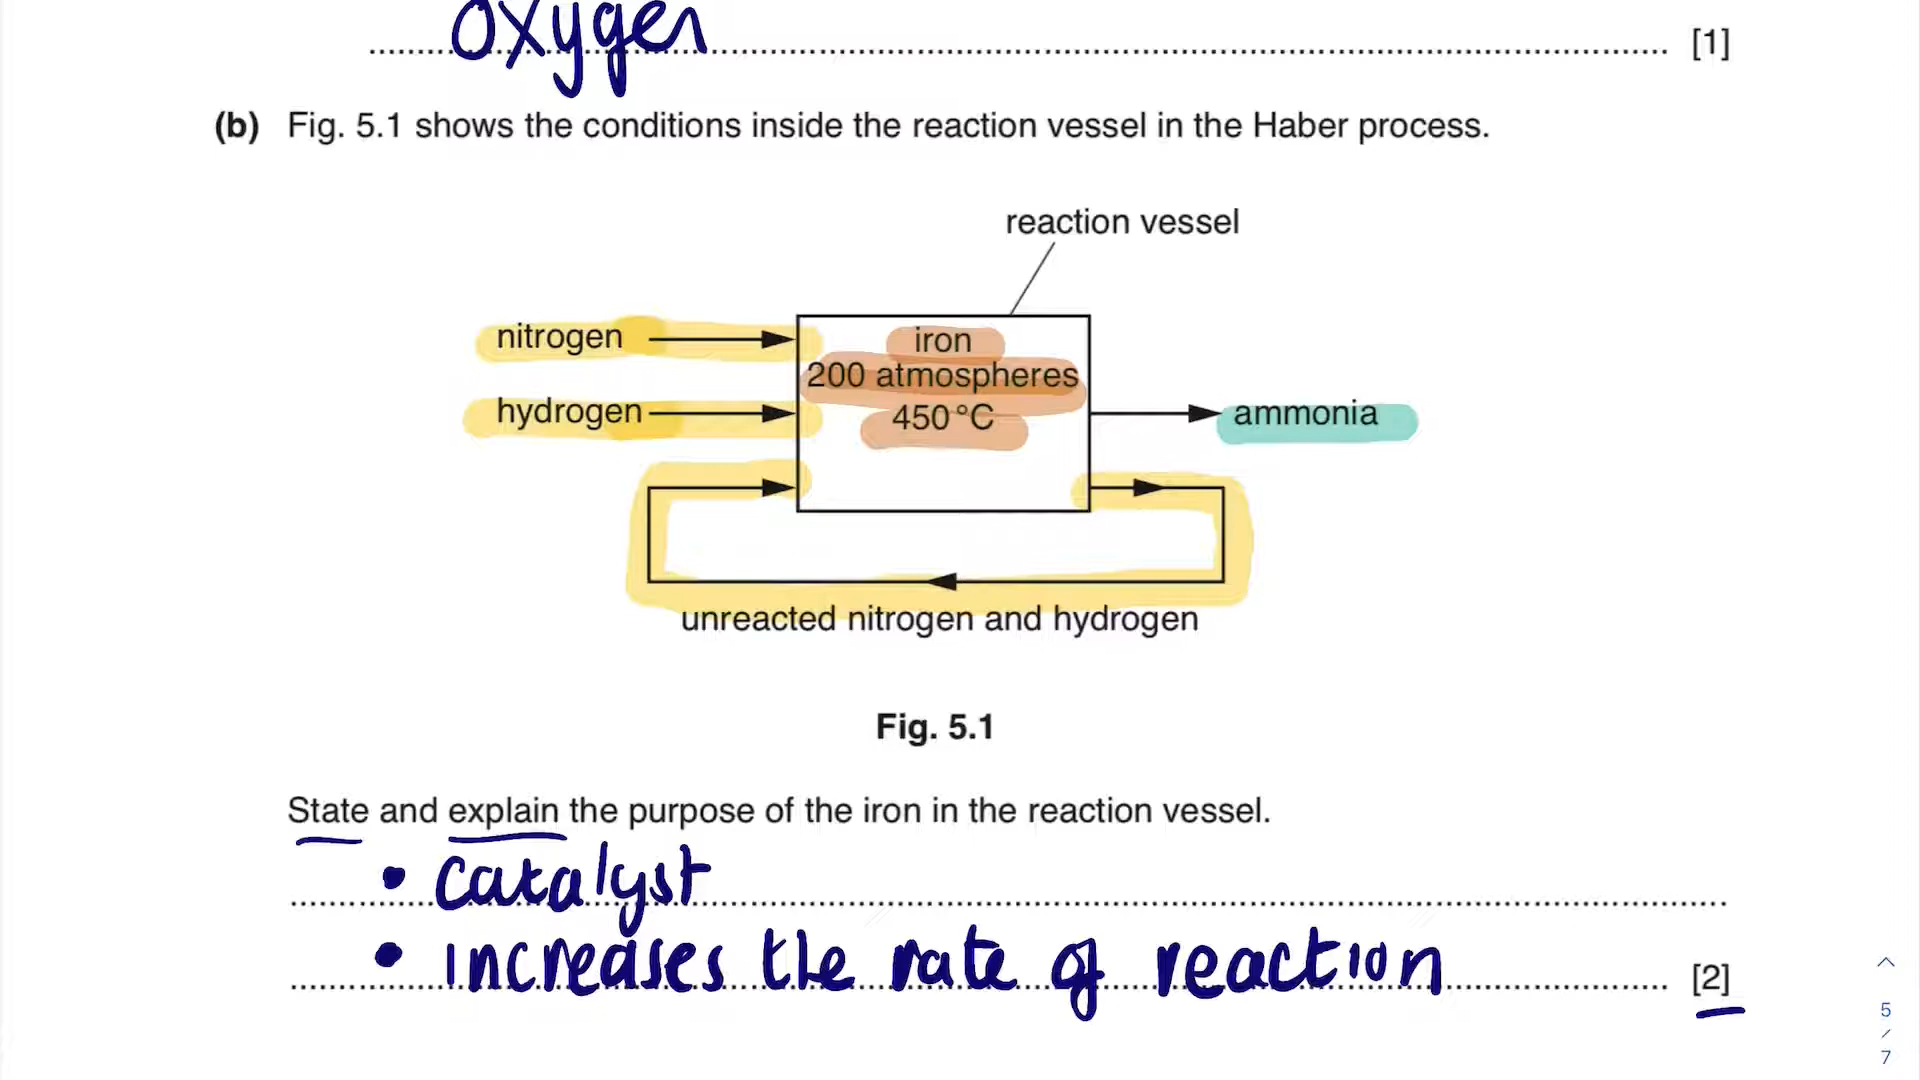 oxygen [1]
(b) Fig. 5.1 shows the conditions inside the reaction vessel in the Haber process.
reaction vessel
nitrogen
iron
200 atmospheres
hydrogen
450 °C
ammonia
unreacted nitrogen and hydrogen
Fig. 5.1
State and explain the purpose of the iron in the reaction vessel.
• catalyst
• increases the rate of reaction [2]
5
/
7